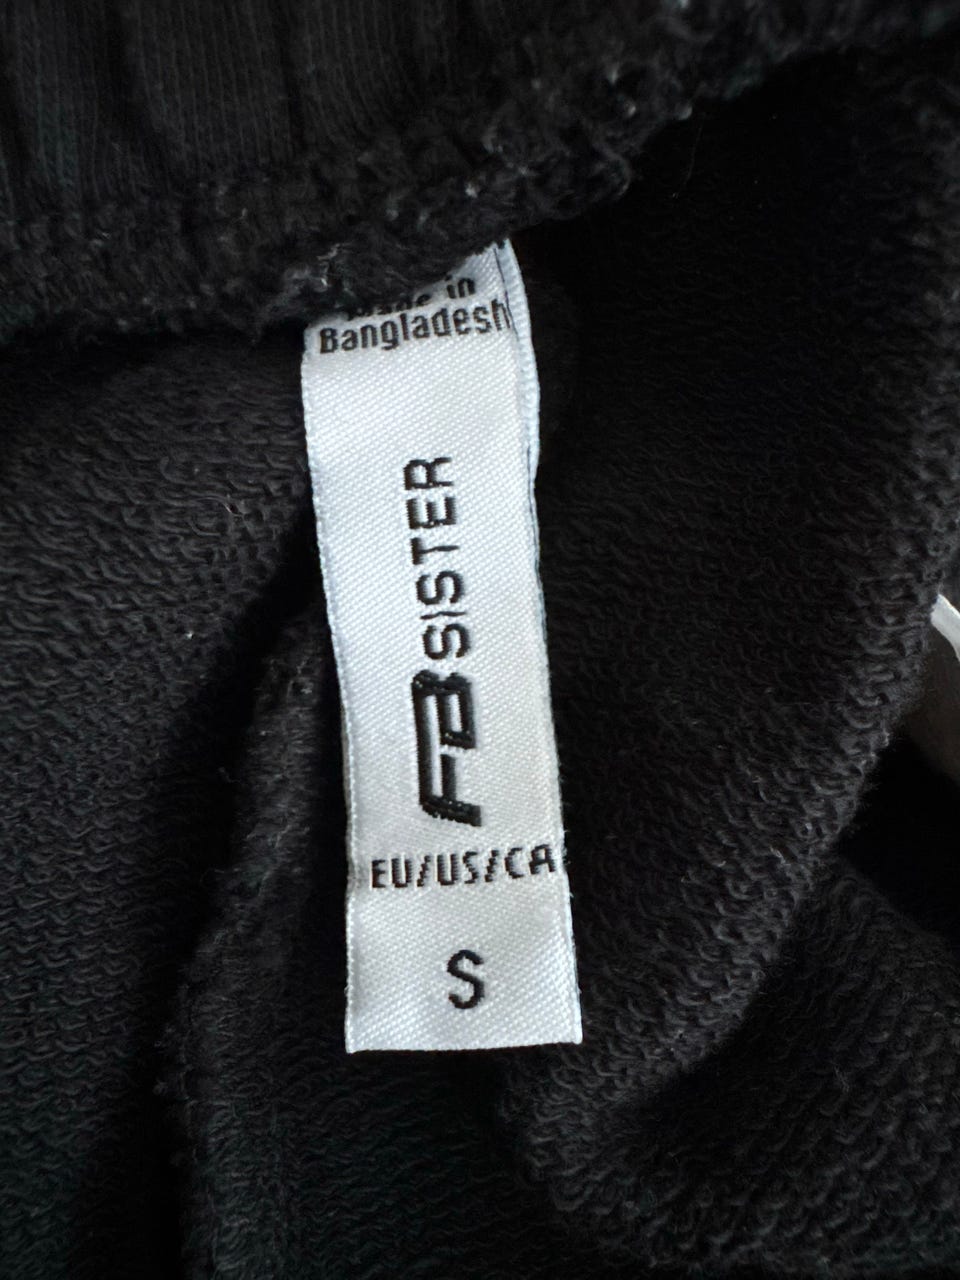 Made in
Bangladesh
FB SISTER
EU/US/CA
S